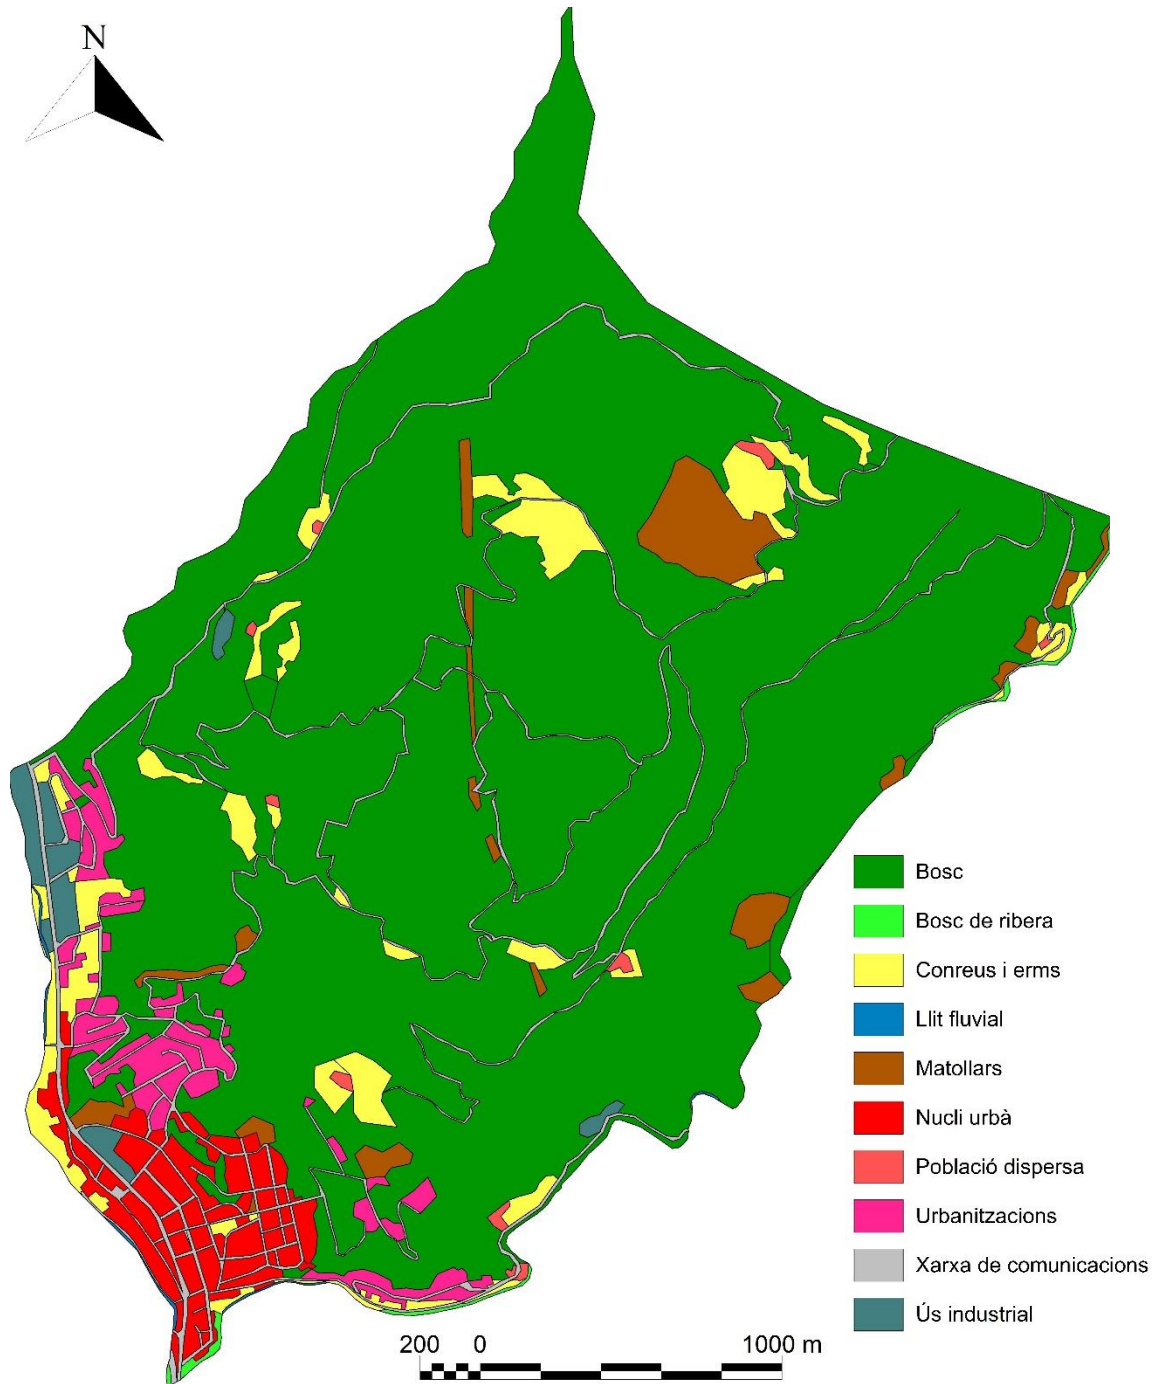 N
Bosc
Bosc de ribera
Conreus i erms
Llit fluvial
Matollars
Nucli urbà
Població dispersa
Urbanitzacions
Xarxa de comunicacions
Ús industrial
200 0 1000 m